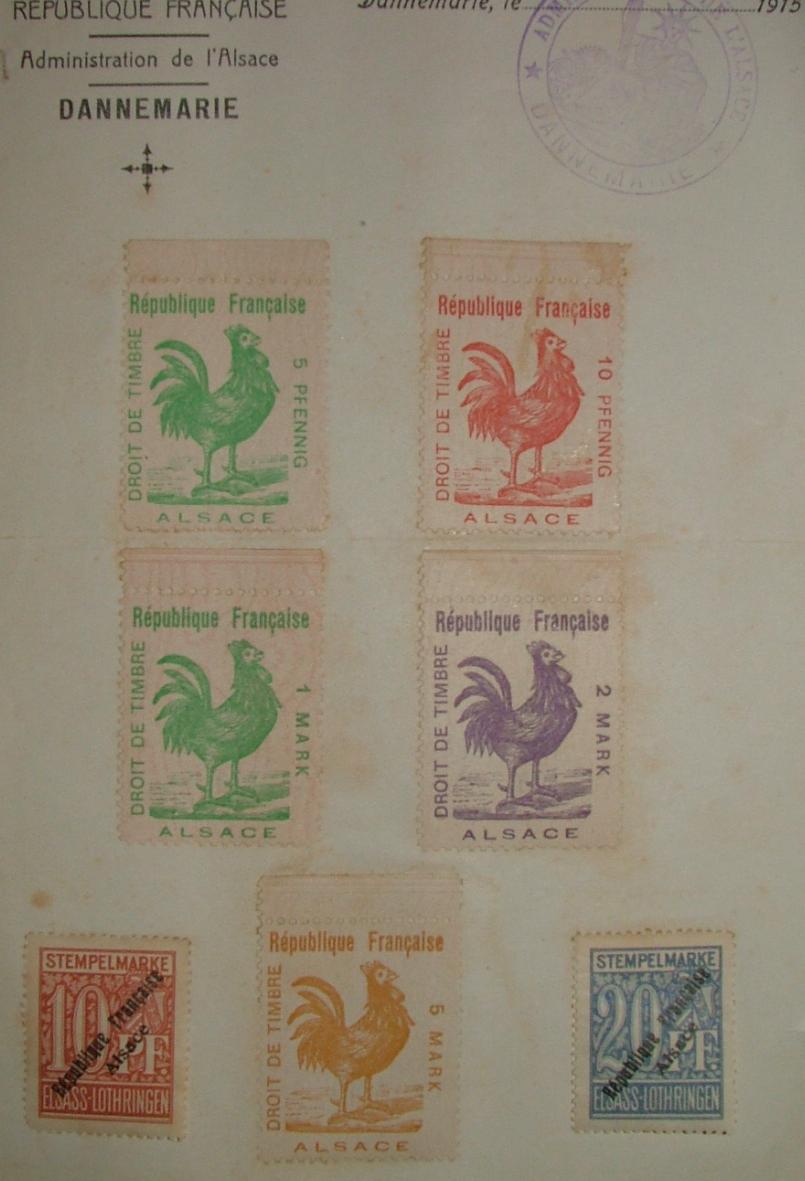 RÉPUBLIQUE FRANÇAISE
Administration de l'Alsace
DANNEMARIE
Dannemarie, le 1915
L'ALSACE
DANNEMARIE
République Française
DROIT DE TIMBRE
5 PFENNIG
ALSACE
République Française
DROIT DE TIMBRE
10 PFENNIG
ALSACE
République Française
DROIT DE TIMBRE
1 MARK
ALSACE
République Française
DROIT DE TIMBRE
2 MARK
ALSACE
République Française
DROIT DE TIMBRE
5 MARK
ALSACE
STEMPELMARKE
10 PF.
République Française
Alsace
ELSASS-LOTHRINGEN
STEMPELMARKE
20 PF.
République Française
Alsace
ELSASS-LOTHRINGEN